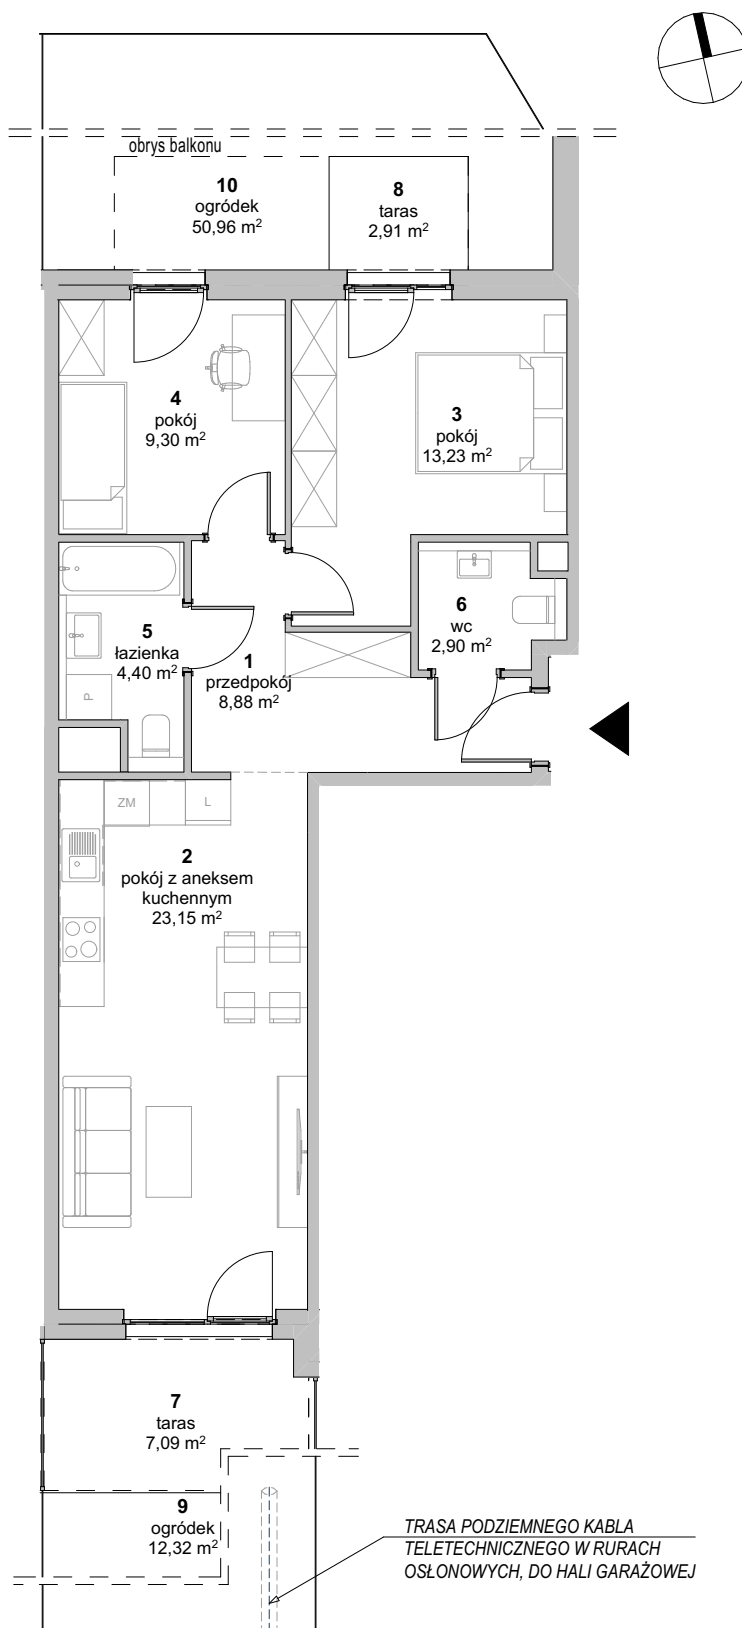 obrys balkonu
10
ogródek
50,96 m²
8
taras
2,91 m²
4
pokój
9,30 m²
3
pokój
13,23 m²
5
łazienka
4,40 m²
6
wc
2,90 m²
1
przedpokój
8,88 m²
P
ZM
L
2
pokój z aneksem
kuchennym
23,15 m²
7
taras
7,09 m²
9
ogródek
12,32 m²
TRASA PODZIEMNEGO KABLA
TELETECHNICZNEGO W RURACH
OSŁONOWYCH, DO HALI GARAŻOWEJ